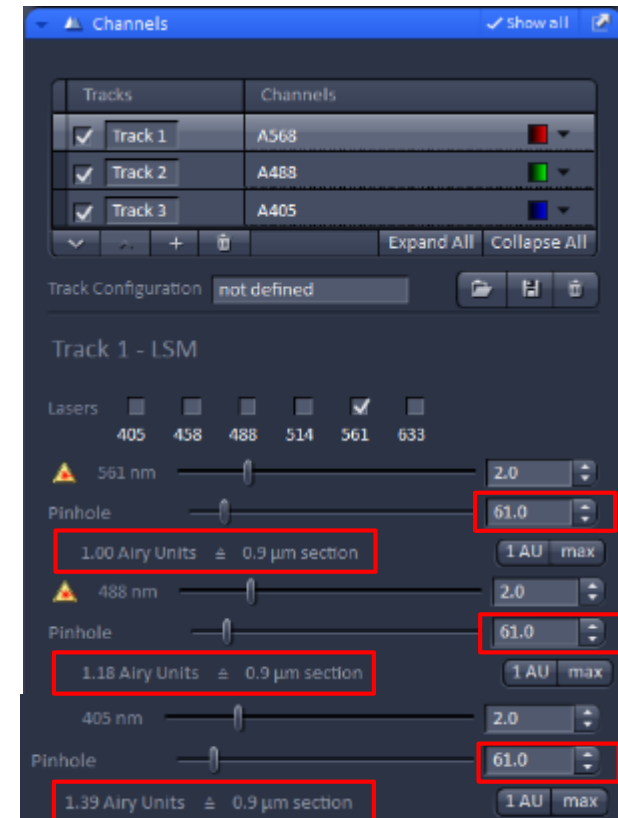 Channels Show all
Tracks Channels
Track 1 A568
Track 2 A488
Track 3 A405
+ Expand All Collapse All
Track Configuration not defined
Track 1 - LSM
Lasers
405 458 488 514 561 633
561 nm 2.0
Pinhole 61.0
1.00 Airy Units ≙ 0.9 µm section 1 AU max
488 nm 2.0
Pinhole 61.0
1.18 Airy Units ≙ 0.9 µm section 1 AU max
405 nm 2.0
Pinhole 61.0
1.39 Airy Units ≙ 0.9 µm section 1 AU max